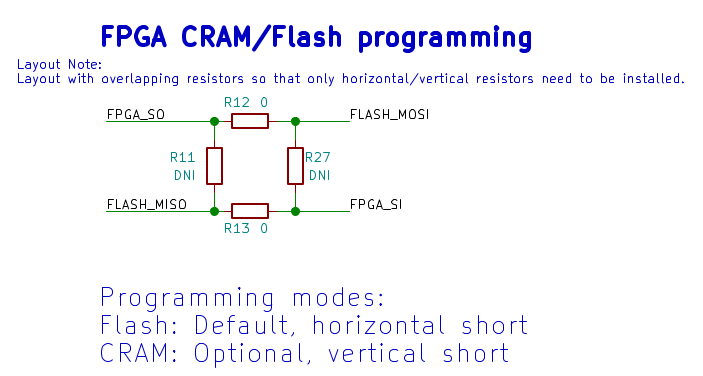 FPGA CRAM/Flash programming
Layout Note:
Layout with overlapping resistors so that only horizontal/vertical resistors need to be installed.
R12 0
FPGA_SO
FLASH_MOSI
R11
DNI
R27
DNI
FLASH_MISO
FPGA_SI
R13 0
Programming modes:
Flash: Default, horizontal short
CRAM: Optional, vertical short